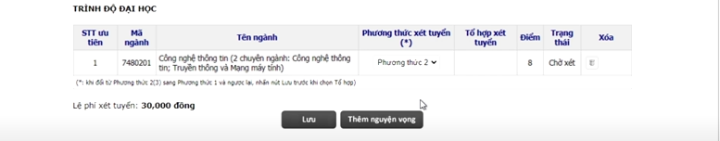 TRÌNH ĐỘ ĐẠI HỌC
STT ưu tiên Mã ngành Tên ngành Phương thức xét tuyển (*) Tổ hợp xét tuyển Điểm Trạng thái Xóa
1 7480201 Công nghệ thông tin (2 chuyên ngành: Công nghệ thông tin; Truyền thông và Mạng máy tính) Phương thức 2 8 Chờ xét
(*: khi đổi từ Phương thức 2(3) sang Phương thức 1 và ngược lại, nhấn nút Lưu trước khi chọn Tổ hợp)
Lệ phí xét tuyển: 30,000 đồng
Lưu Thêm nguyện vọng